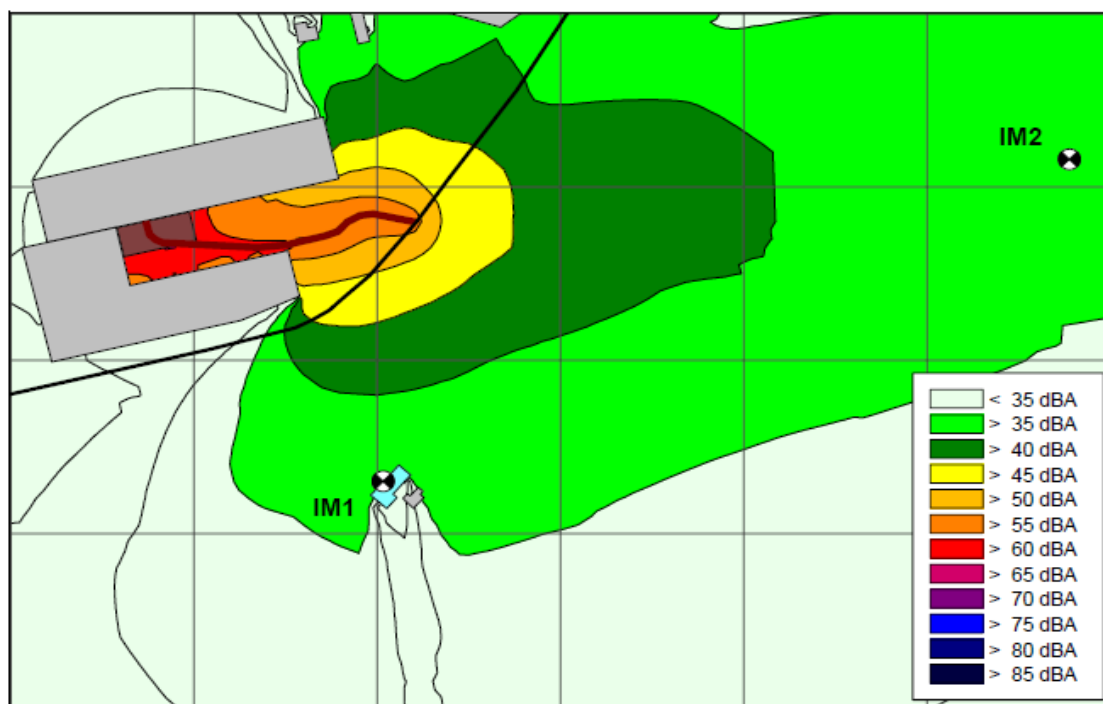 IM2
IM1
< 35 dBA
> 35 dBA
> 40 dBA
> 45 dBA
> 50 dBA
> 55 dBA
> 60 dBA
> 65 dBA
> 70 dBA
> 75 dBA
> 80 dBA
> 85 dBA